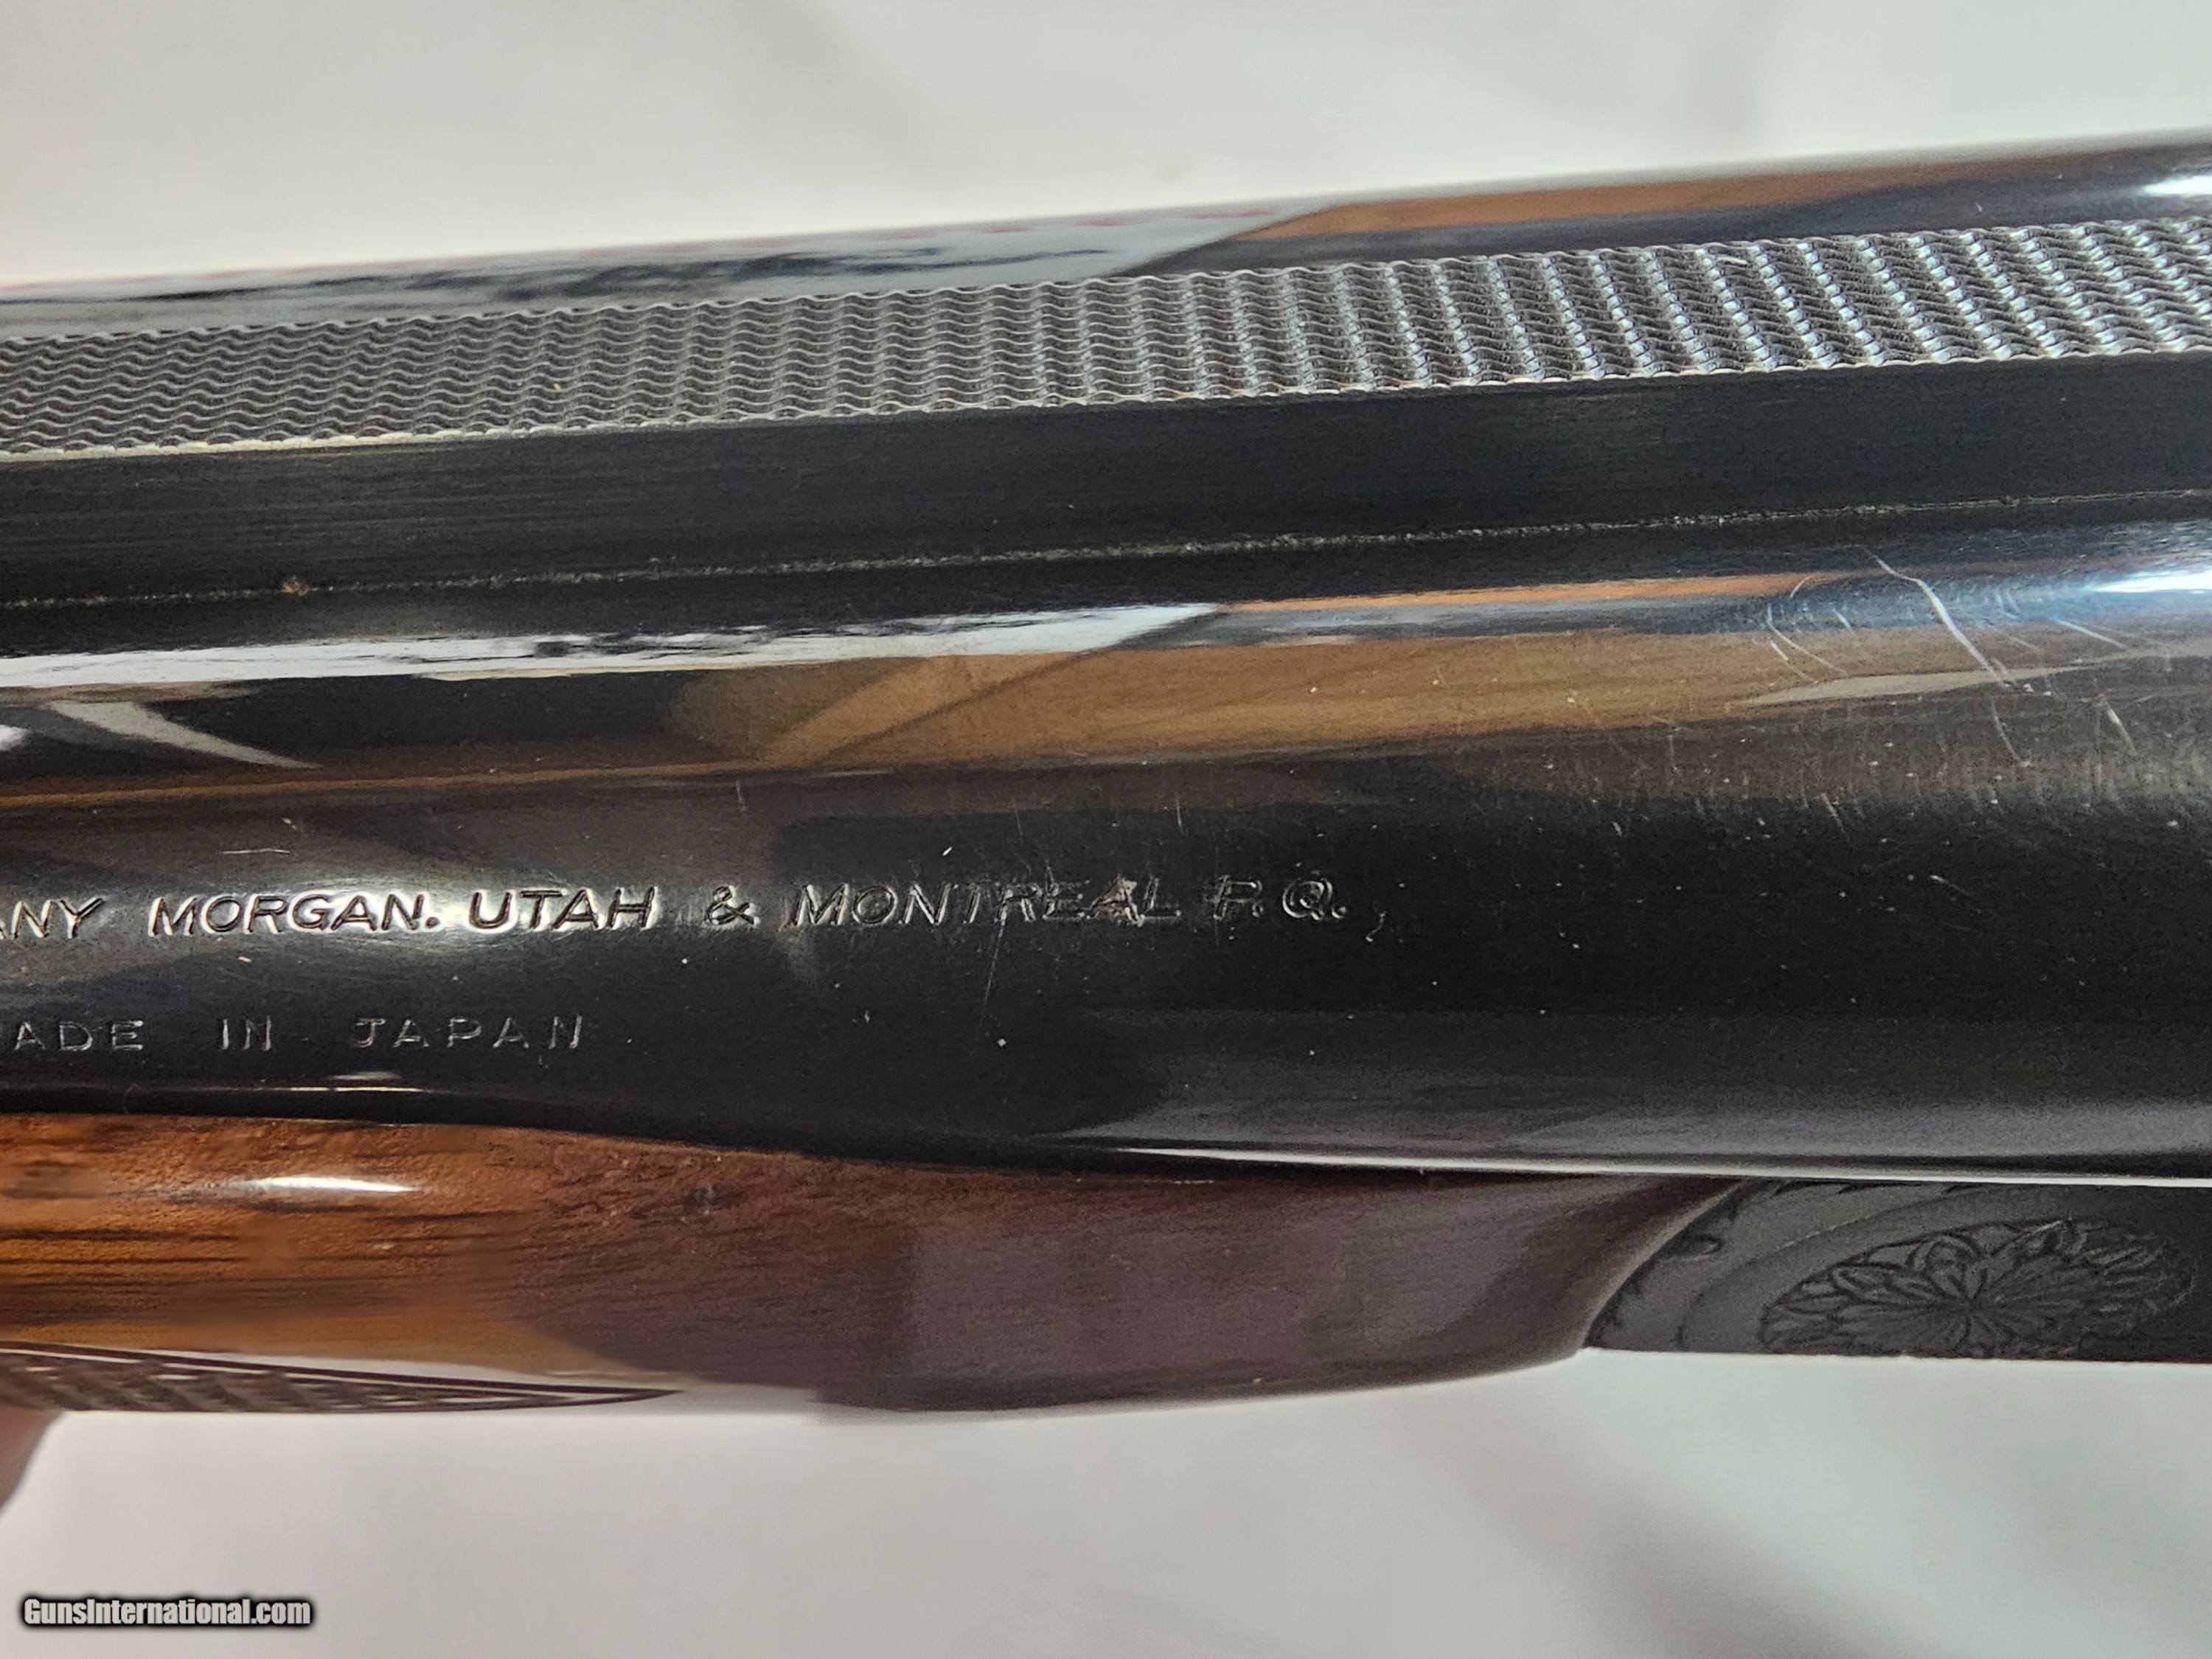 ANY MORGAN. UTAH & MONTREAL P.Q.
ADE IN JAPAN
GunsInternational.com